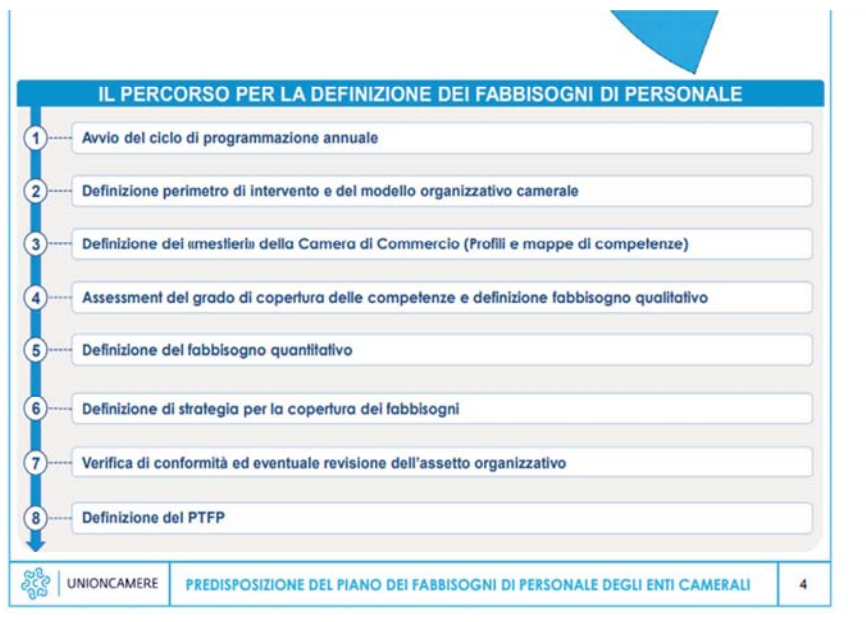 IL PERCORSO PER LA DEFINIZIONE DEI FABBISOGNI DI PERSONALE
1 Avvio del ciclo di programmazione annuale
2 Definizione perimetro di intervento e del modello organizzativo camerale
3 Definizione dei «mestieri» della Camera di Commercio (Profili e mappe di competenze)
4 Assessment del grado di copertura delle competenze e definizione fabbisogno qualitativo
5 Definizione del fabbisogno quantitativo
6 Definizione di strategia per la copertura dei fabbisogni
7 Verifica di conformità ed eventuale revisione dell'assetto organizzativo
8 Definizione del PTFP
UNIONCAMERE PREDISPOSIZIONE DEL PIANO DEI FABBISOGNI DI PERSONALE DEGLI ENTI CAMERALI 4